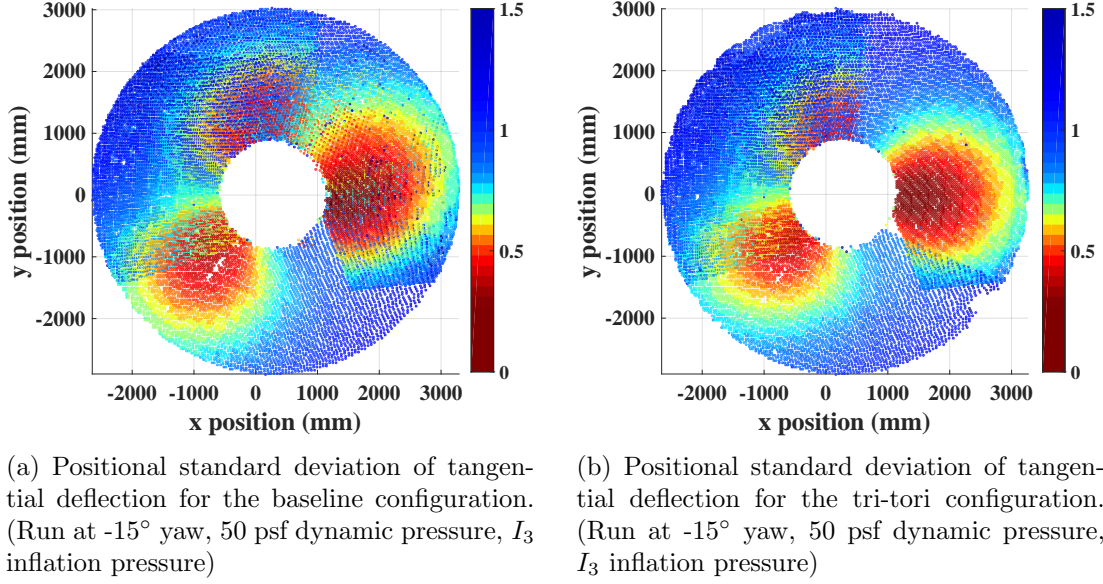 3000
2000
1000
0
-1000
-2000
y position (mm)
-2000 -1000 0 1000 2000 3000
x position (mm)
1.5
1
0.5
0
3000
2000
1000
0
-1000
-2000
y position (mm)
-2000 -1000 0 1000 2000 3000
x position (mm)
1.5
1
0.5
0
(a) Positional standard deviation of tangen-
tial deflection for the baseline configuration.
(Run at -15° yaw, 50 psf dynamic pressure, I₃
inflation pressure)
(b) Positional standard deviation of tangen-
tial deflection for the tri-tori configuration.
(Run at -15° yaw, 50 psf dynamic pressure,
I₃ inflation pressure)